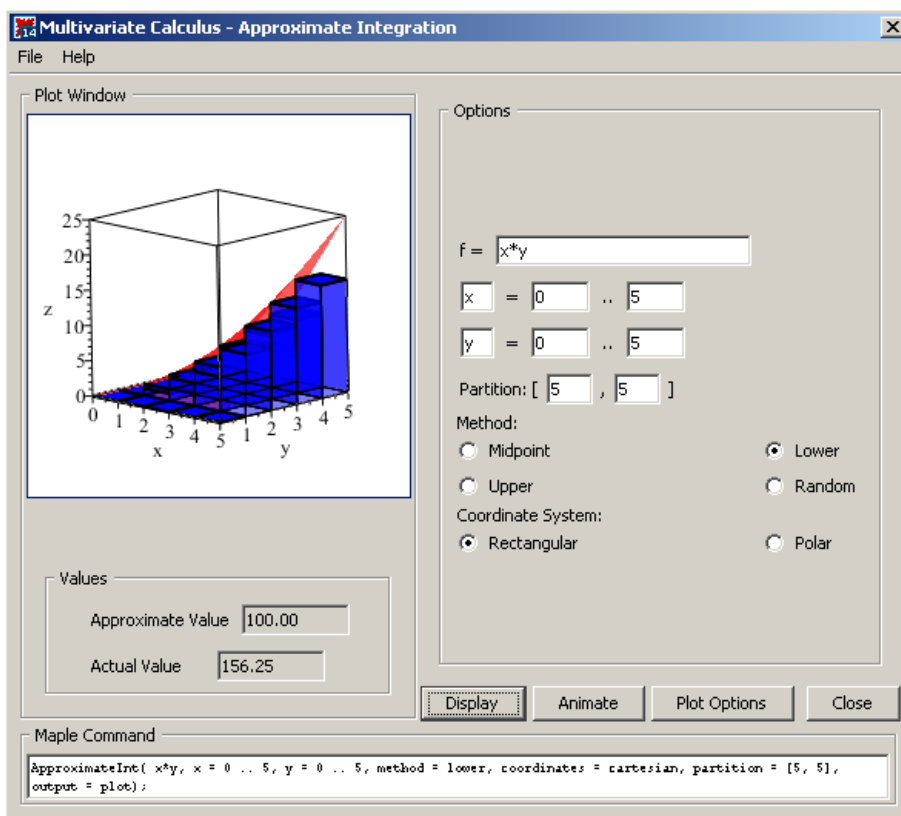 14 Multivariate Calculus - Approximate Integration
File Help
Plot Window
25
20
15
z
10
5
0
0 1 2 3 4 5 1 2 3 4 5
x y
Values
Approximate Value 100.00
Actual Value 156.25
Options
f = x*y
x = 0 .. 5
y = 0 .. 5
Partition: [ 5 , 5 ]
Method:
Midpoint Lower
Upper Random
Coordinate System:
Rectangular Polar
Display Animate Plot Options Close
Maple Command
ApproximateInt( x*y, x = 0 .. 5, y = 0 .. 5, method = lower, coordinates = cartesian, partition = [5, 5],
output = plot);